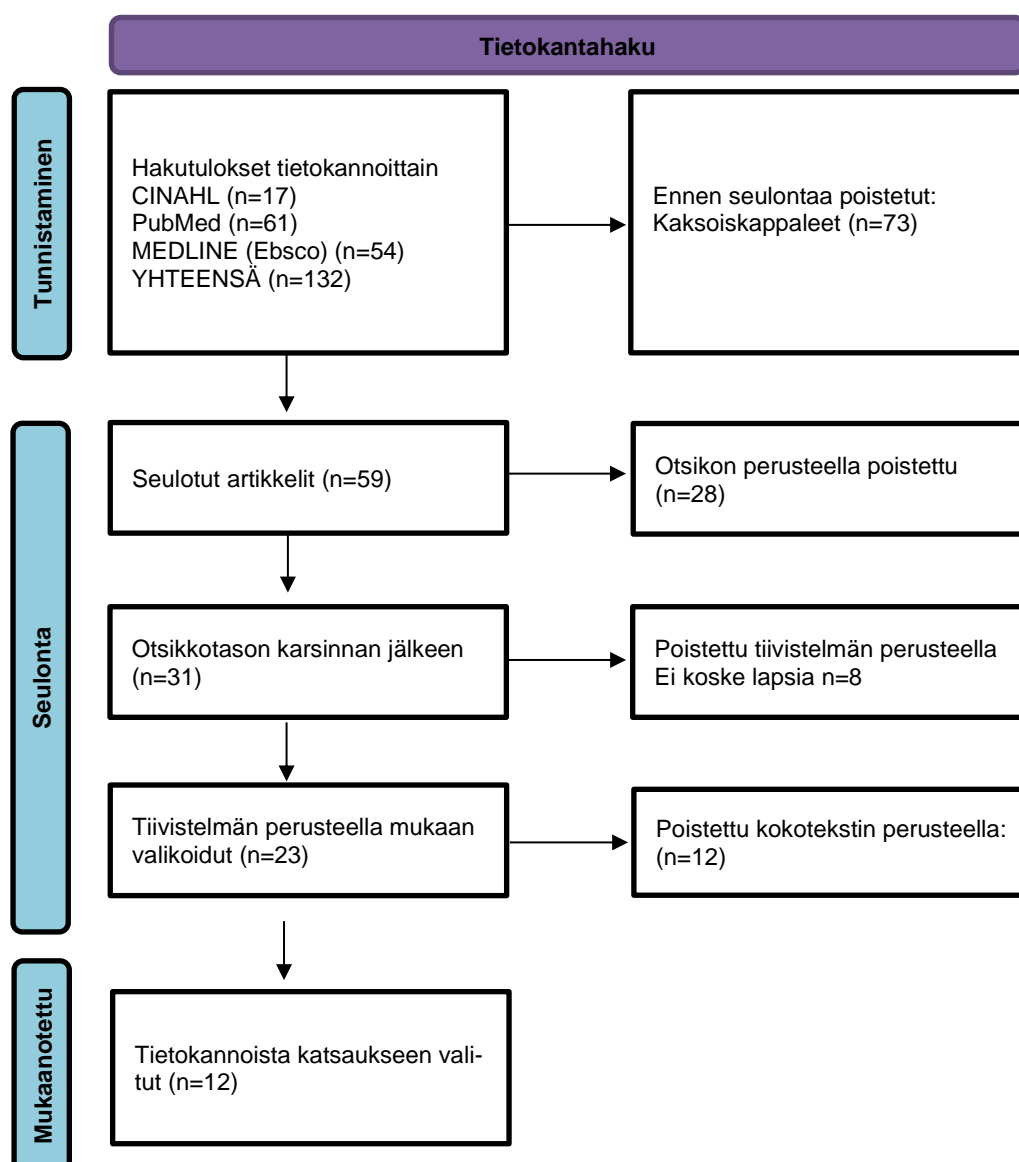 Tietokantahaku
Tunnistaminen
Hakutulokset tietokannoittain
CINAHL (n=17)
PubMed (n=61)
MEDLINE (Ebsco) (n=54)
YHTEENSÄ (n=132)
Ennen seulontaa poistetut:
Kaksoiskappaleet (n=73)
Seulonta
Seulotut artikkelit (n=59)
Otsikon perusteella poistettu
(n=28)
Otsikkotason karsinnan jälkeen
(n=31)
Poistettu tiivistelmän perusteella
Ei koske lapsia n=8
Tiivistelmän perusteella mukaan
valikoidut (n=23)
Poistettu kokotekstin perusteella:
(n=12)
Mukaanotettu
Tietokannoista katsaukseen vali-
tut (n=12)